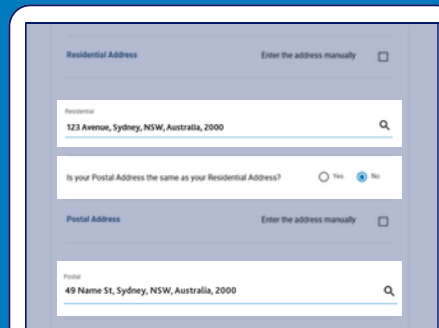 Residential Address Enter the address manually
Residential
123 Avenue, Sydney, NSW, Australia, 2000
Is your Postal Address the same as your Residential Address? Yes No
Postal Address Enter the address manually
Postal
49 Name St, Sydney, NSW, Australia, 2000